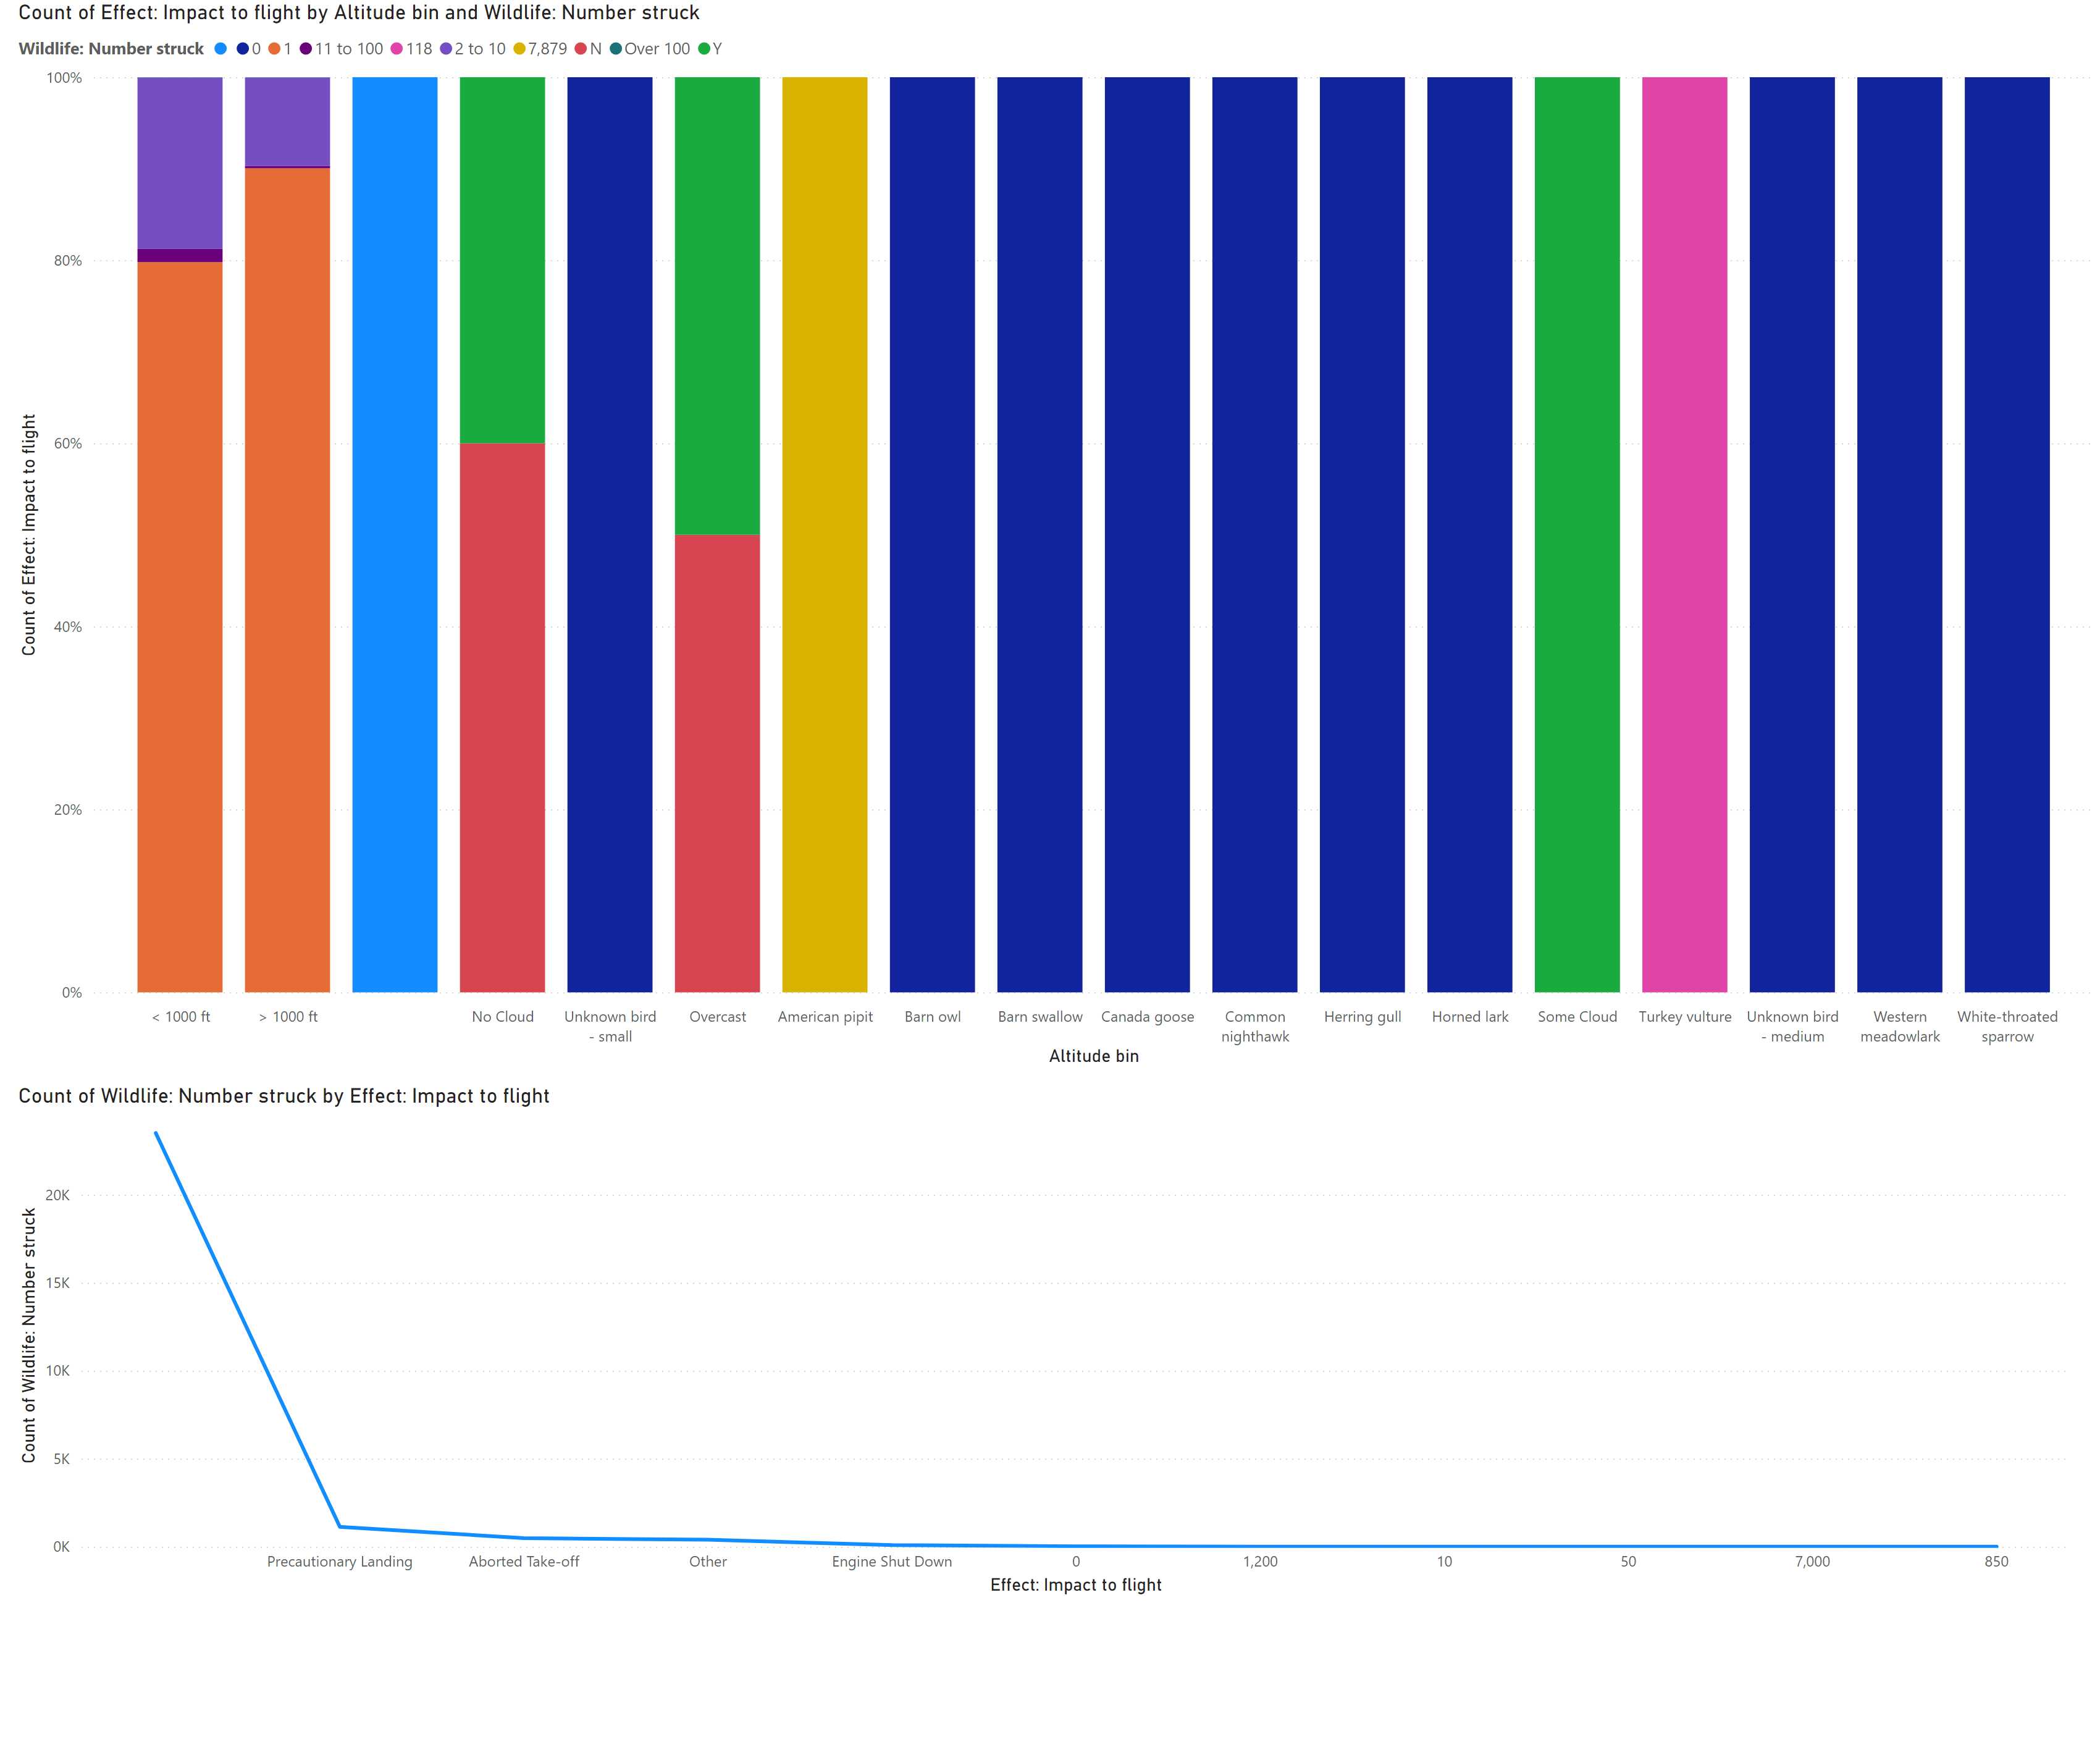 Count of Effect: Impact to flight by Altitude bin and Wildlife: Number struck
Wildlife: Number struck 0 1 11 to 100 118 2 to 10 7,879 N Over 100 Y
100%
80%
60%
40%
20%
0%
Count of Effect: Impact to flight
< 1000 ft > 1000 ft No Cloud Unknown bird Overcast American pipit Barn owl Barn swallow Canada goose Common Herring gull Horned lark Some Cloud Turkey vulture Unknown bird Western White-throated
- small nighthawk - medium meadowlark sparrow
Altitude bin
Count of Wildlife: Number struck by Effect: Impact to flight
20K
15K
10K
5K
0K
Count of Wildlife: Number struck
Precautionary Landing Aborted Take-off Other Engine Shut Down 0 1,200 10 50 7,000 850
Effect: Impact to flight